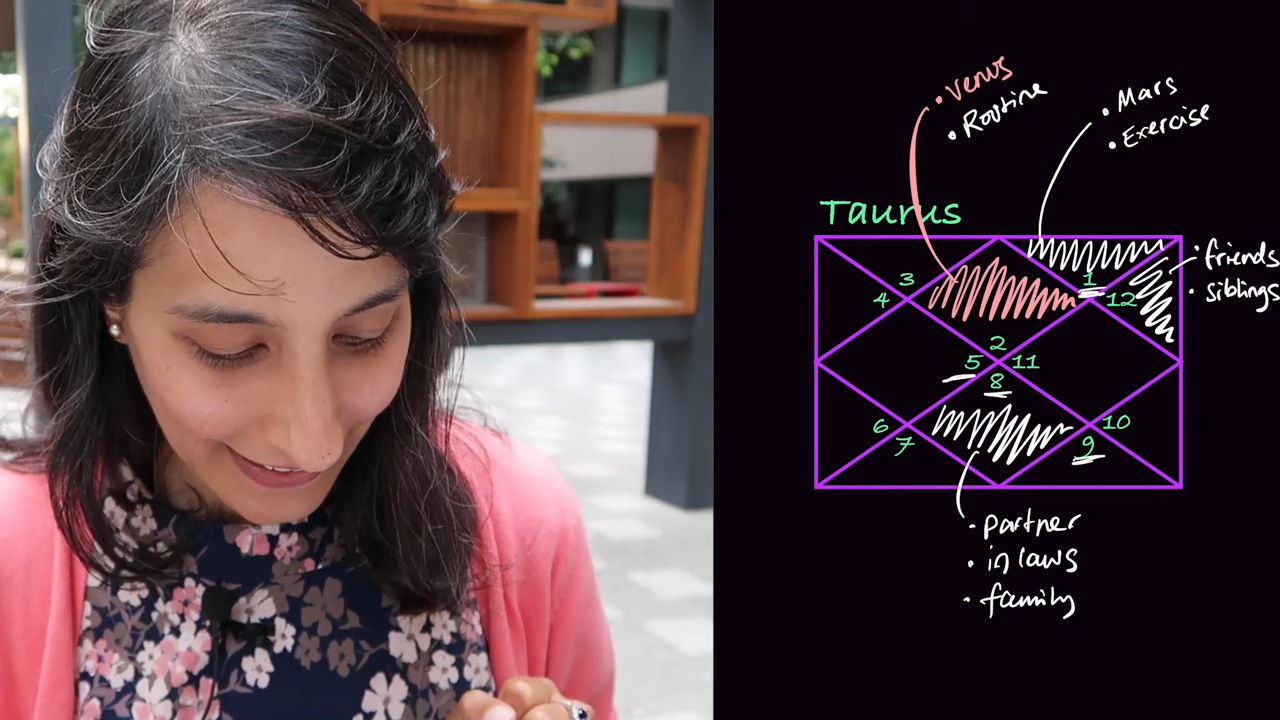 • Venus
• Routine
• Mars
• Exercise
Taurus
• friends
• siblings
3
4
1
12
2
5
11
8
6
7
10
9
• partner
• in laws
• family